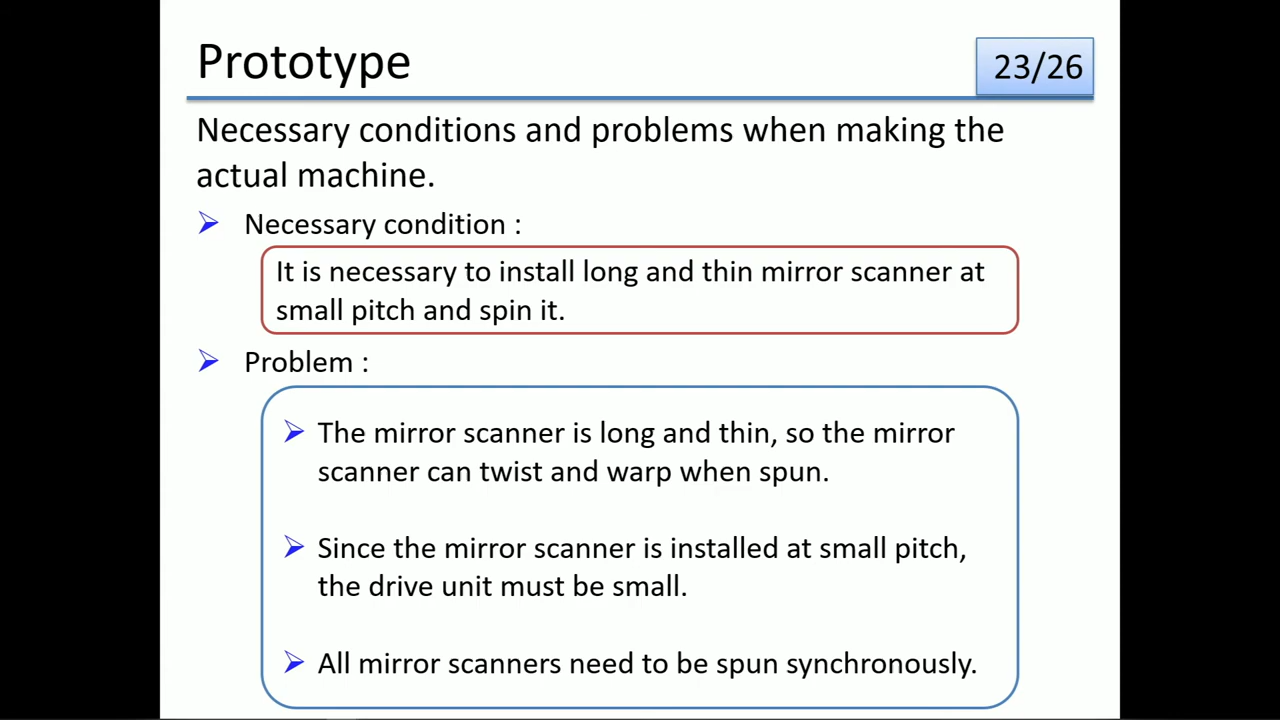 Prototype
23/26
Necessary conditions and problems when making the
actual machine.
Necessary condition :
It is necessary to install long and thin mirror scanner at
small pitch and spin it.
Problem :
The mirror scanner is long and thin, so the mirror
scanner can twist and warp when spun.
Since the mirror scanner is installed at small pitch,
the drive unit must be small.
All mirror scanners need to be spun synchronously.